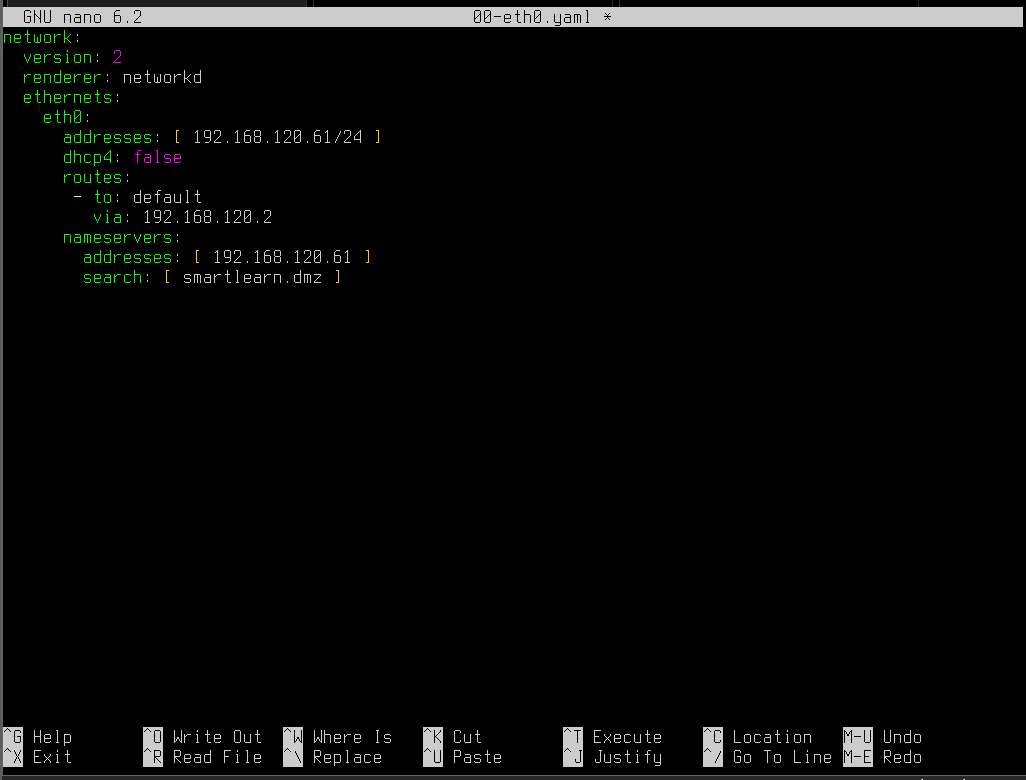 GNU nano 6.2 00-eth0.yaml *
network:
  version: 2
  renderer: networkd
  ethernets:
    eth0:
      addresses: [ 192.168.120.61/24 ]
      dhcp4: false
      routes:
       - to: default
         via: 192.168.120.2
      nameservers:
        addresses: [ 192.168.120.61 ]
        search: [ smartlearn.dmz ]
^G Help ^O Write Out ^W Where Is ^K Cut ^T Execute ^C Location M-U Undo
^X Exit ^R Read File ^\ Replace ^U Paste ^J Justify ^/ Go To Line M-E Redo